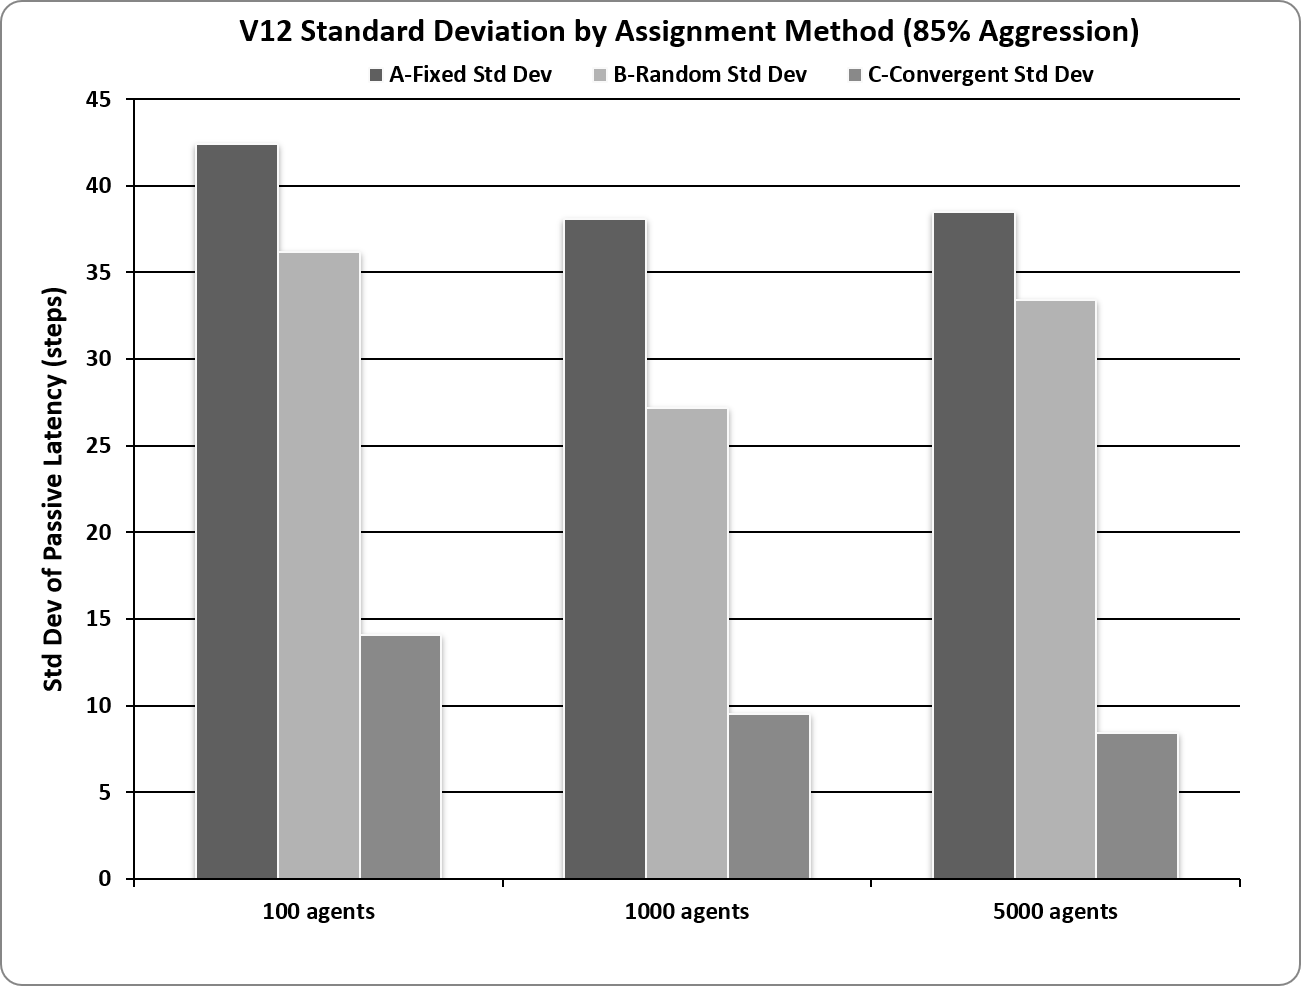 V12 Standard Deviation by Assignment Method (85% Aggression)
A-Fixed Std Dev B-Random Std Dev C-Convergent Std Dev
Std Dev of Passive Latency (steps)
45
40
35
30
25
20
15
10
5
0
100 agents 1000 agents 5000 agents